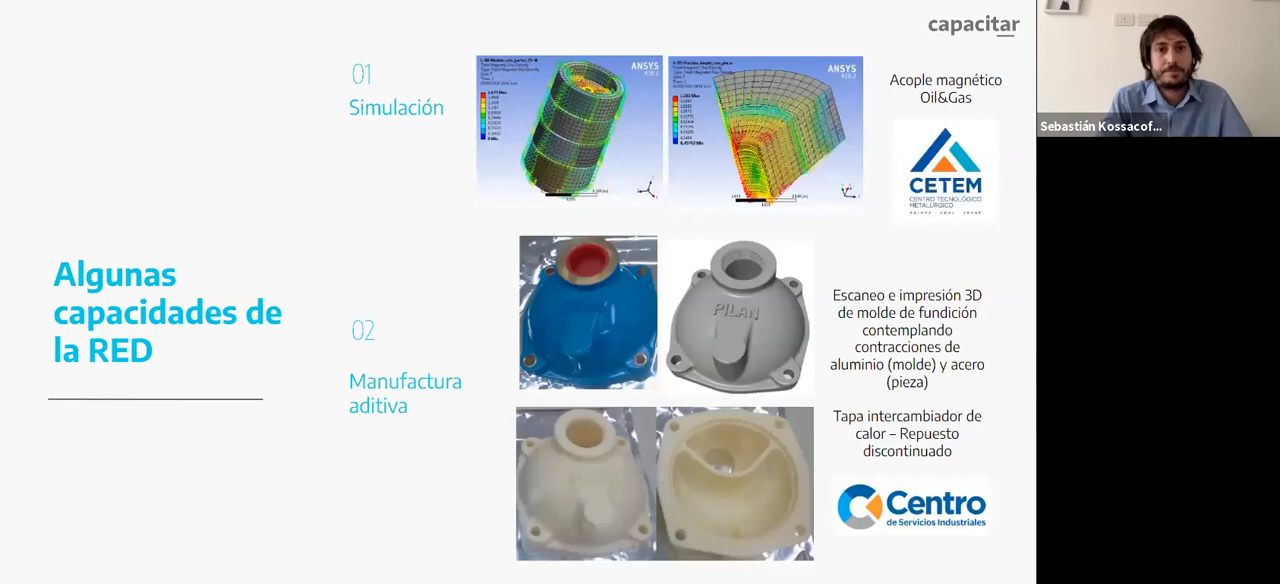 capacitar
Sebastián Kossacof...
01
Simulación
ANSYS
ANSYS
Acople magnético
Oil&Gas
CETEM
CENTRO TECNOLÓGICO
METALÚRGICO
Algunas
capacidades de
la RED
02
Manufactura
aditiva
PILAN
Escaneo e impresión 3D
de molde de fundición
contemplando
contracciones de
aluminio (molde) y acero
(pieza)
Tapa intercambiador de
calor – Repuesto
discontinuado
Centro
de Servicios Industriales